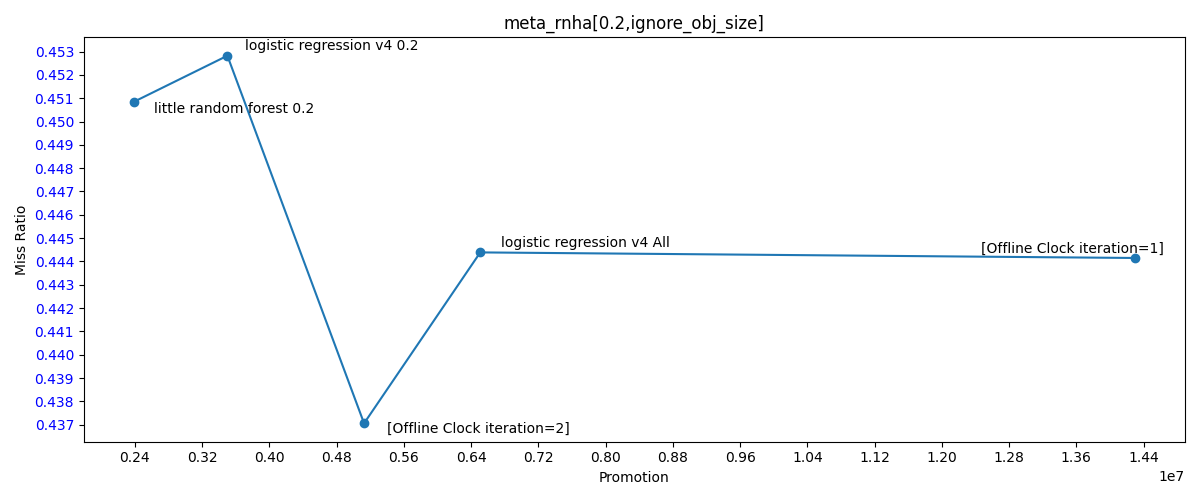 meta_rnha[0.2,ignore_obj_size]
0.453
0.452
0.451
0.450
0.449
0.448
0.447
0.446
0.445
0.444
0.443
0.442
0.441
0.440
0.439
0.438
0.437
Miss Ratio
logistic regression v4 0.2
little random forest 0.2
logistic regression v4 All
[Offline Clock iteration=1]
[Offline Clock iteration=2]
0.24 0.32 0.40 0.48 0.56 0.64 0.72 0.80 0.88 0.96 1.04 1.12 1.20 1.28 1.36 1.44
Promotion
1e7